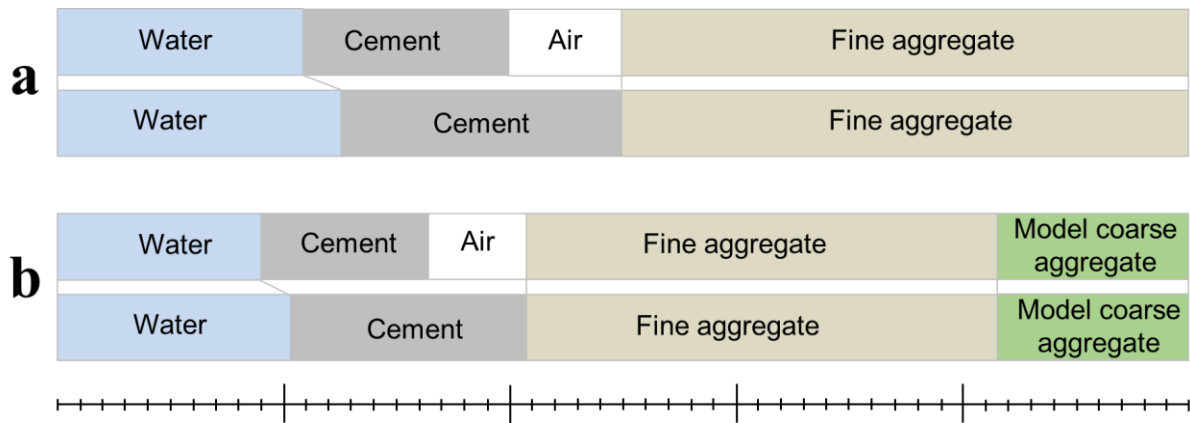 Water Cement Air Fine aggregate
a
Water Cement Fine aggregate
Water Cement Air Fine aggregate Model coarse
aggregate
b
Water Cement Fine aggregate Model coarse
aggregate